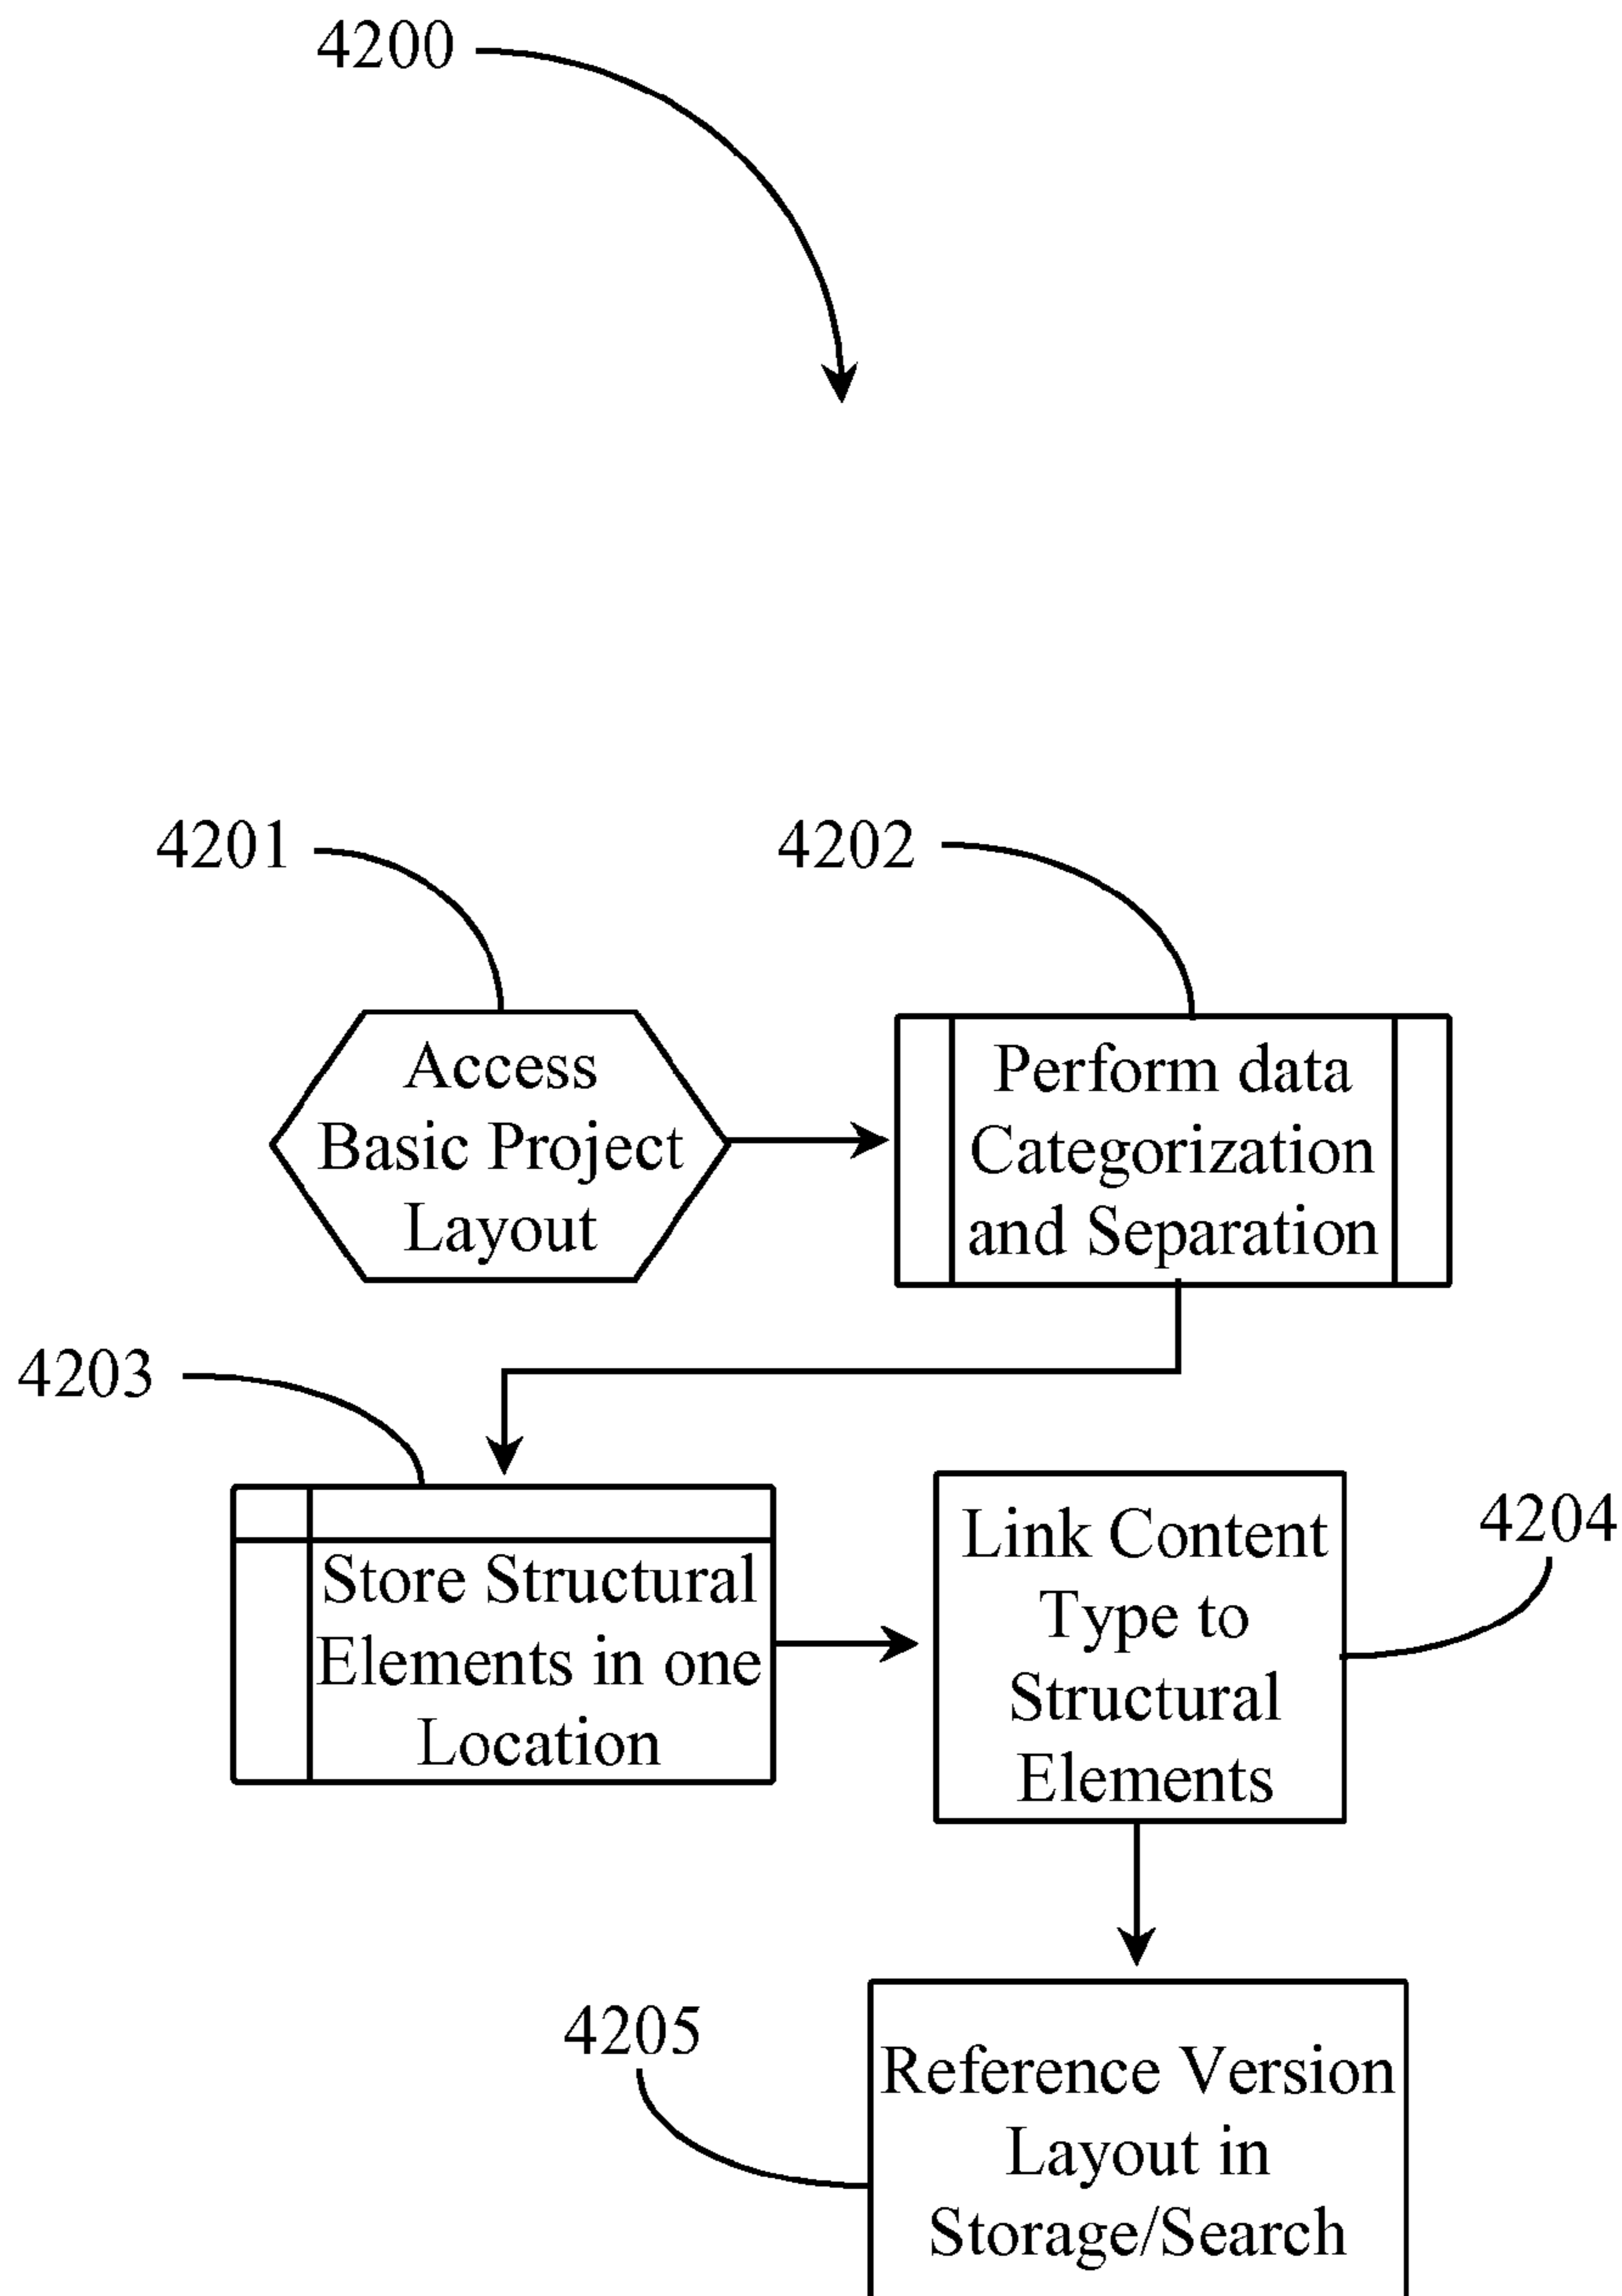 4200
4201
4202
Access
Basic Project
Layout
Perform data
Categorization
and Separation
4203
Store Structural
Elements in one
Location
Link Content
Type to
Structural
Elements
4204
4205
Reference Version
Layout in
Storage/Search